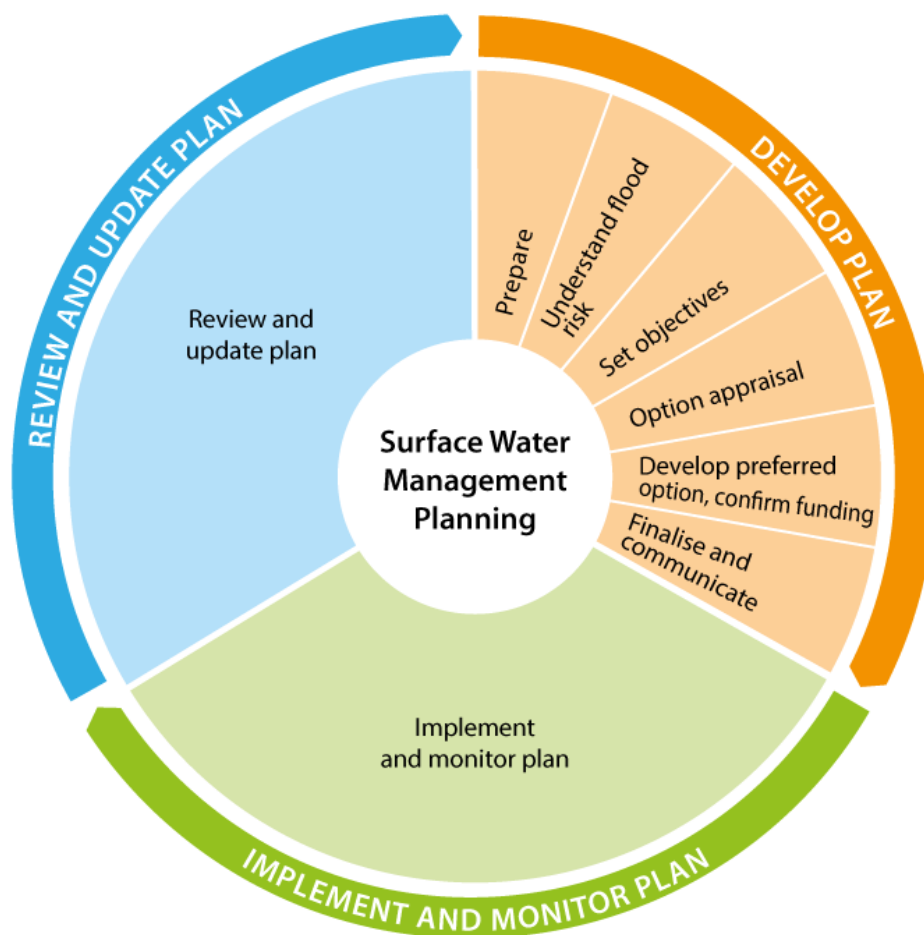 DEVELOP PLAN
Prepare
Understand flood
risk
Set objectives
Option appraisal
Develop preferred
option, confirm funding
Finalise and
communicate
IMPLEMENT AND MONITOR PLAN
Implement
and monitor plan
REVIEW AND UPDATE PLAN
Review and
update plan
Surface Water
Management
Planning